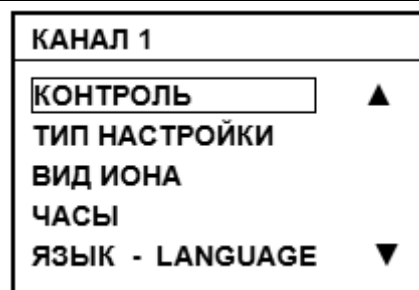 КАНАЛ 1
КОНТРОЛЬ
ТИП НАСТРОЙКИ
ВИД ИОНА
ЧАСЫ
ЯЗЫК - LANGUAGE